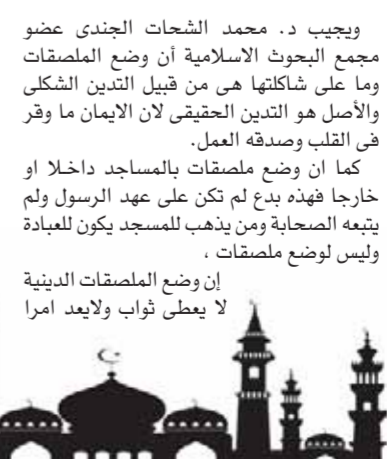 ويجيب د. محمد الشحات الجندى عضو
مجمع البحوث الاسلامية أن وضع الملصقات
وما على شاكلتها هى من قبيل التدين الشكلى
والأصل هو التدين الحقيقى لان الايمان ما وقر
فى القلب وصدقه العمل.
كما ان وضع ملصقات بالمساجد داخلا او
خارجا فهذه بدع لم تكن على عهد الرسول ولم
يتبعه الصحابة ومن يذهب للمسجد يكون للعبادة
وليس لوضع ملصقات ،
إن وضع الملصقات الدينية
لا يعطى ثواب ولايعد امرا